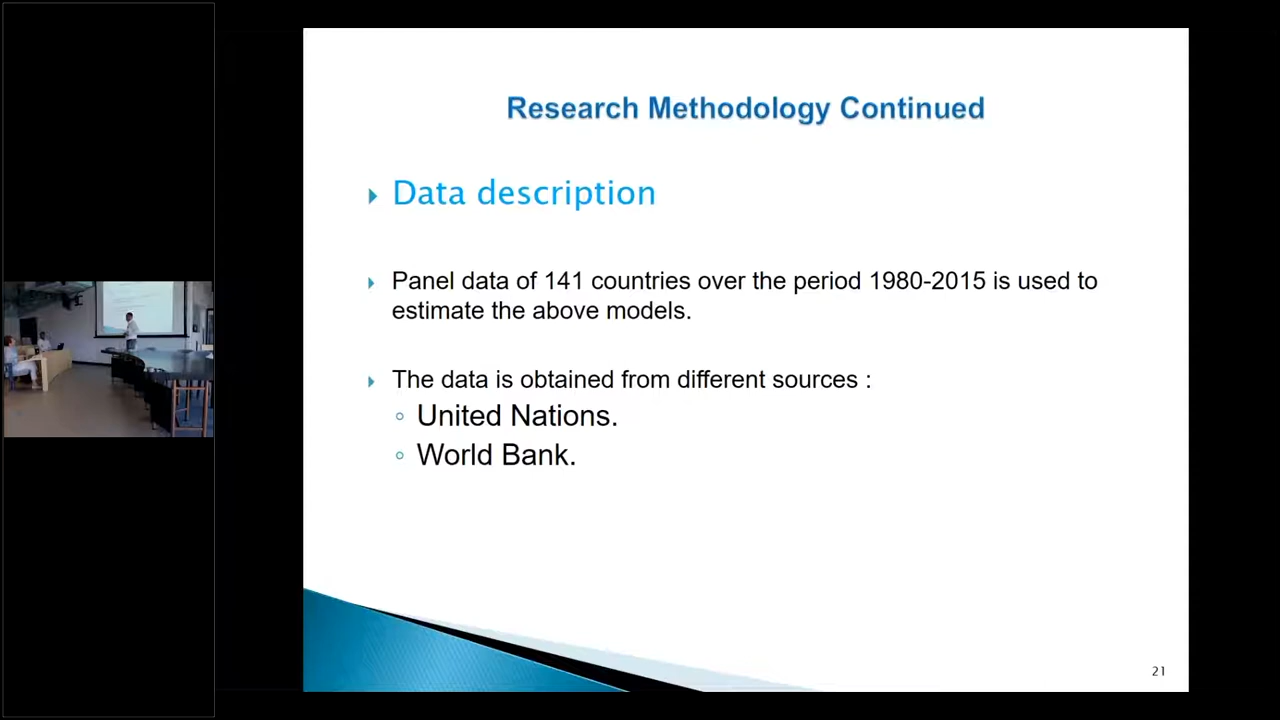 Research Methodology Continued
Data description
Panel data of 141 countries over the period 1980-2015 is used to
estimate the above models.
The data is obtained from different sources :
United Nations.
World Bank.
21